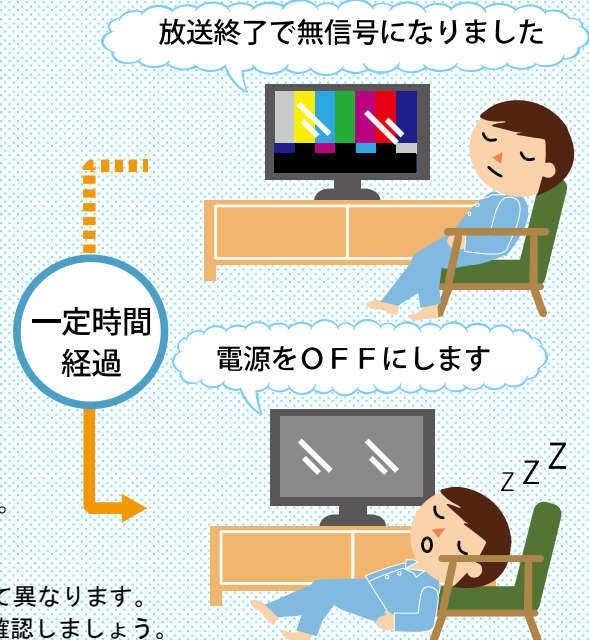 放送終了で無信号になりました
一定時間
経過
電源をOFFにします
Z Z Z
。
て異なります。
確認しましょう。